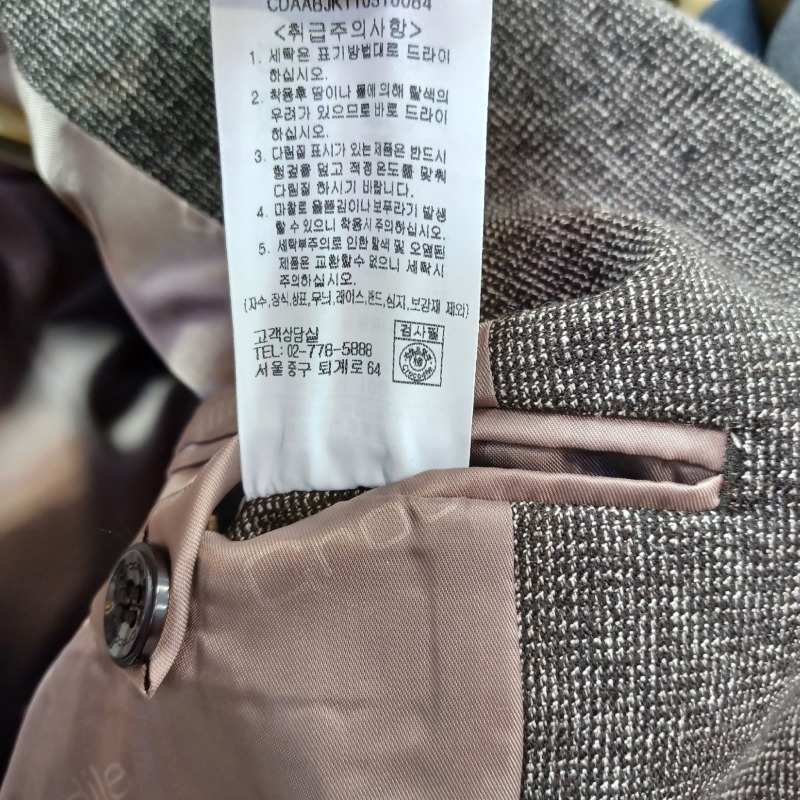 CDAABJK110310084
<취급주의사항>
1. 세탁은 표기방법대로 드라이
하십시오.
2. 착용후 땀이나 물에 의해 탈색의
우려가 있으므로 바로 드라이
하십시오.
3. 다림질 표시가 있는 제품은 반드시
헝겊을 덮고 적정온도를 맞춰
다림질 하시기 바랍니다.
4. 마찰로 올뜯김이나 보푸라기 발생
할 수 있으니 착용시 주의하십시오.
5. 세탁부주의로 인한 탈색 및 오염된
제품은 교환할수 없으니 세탁시
주의하십시오.
(자수,장식,상표,무늬,레이스,밴드,심지,보강재 제외)
고객상담실
TEL: 02-778-5888
서울 중구 퇴계로 64
검사필
Crocodile
croc
dile